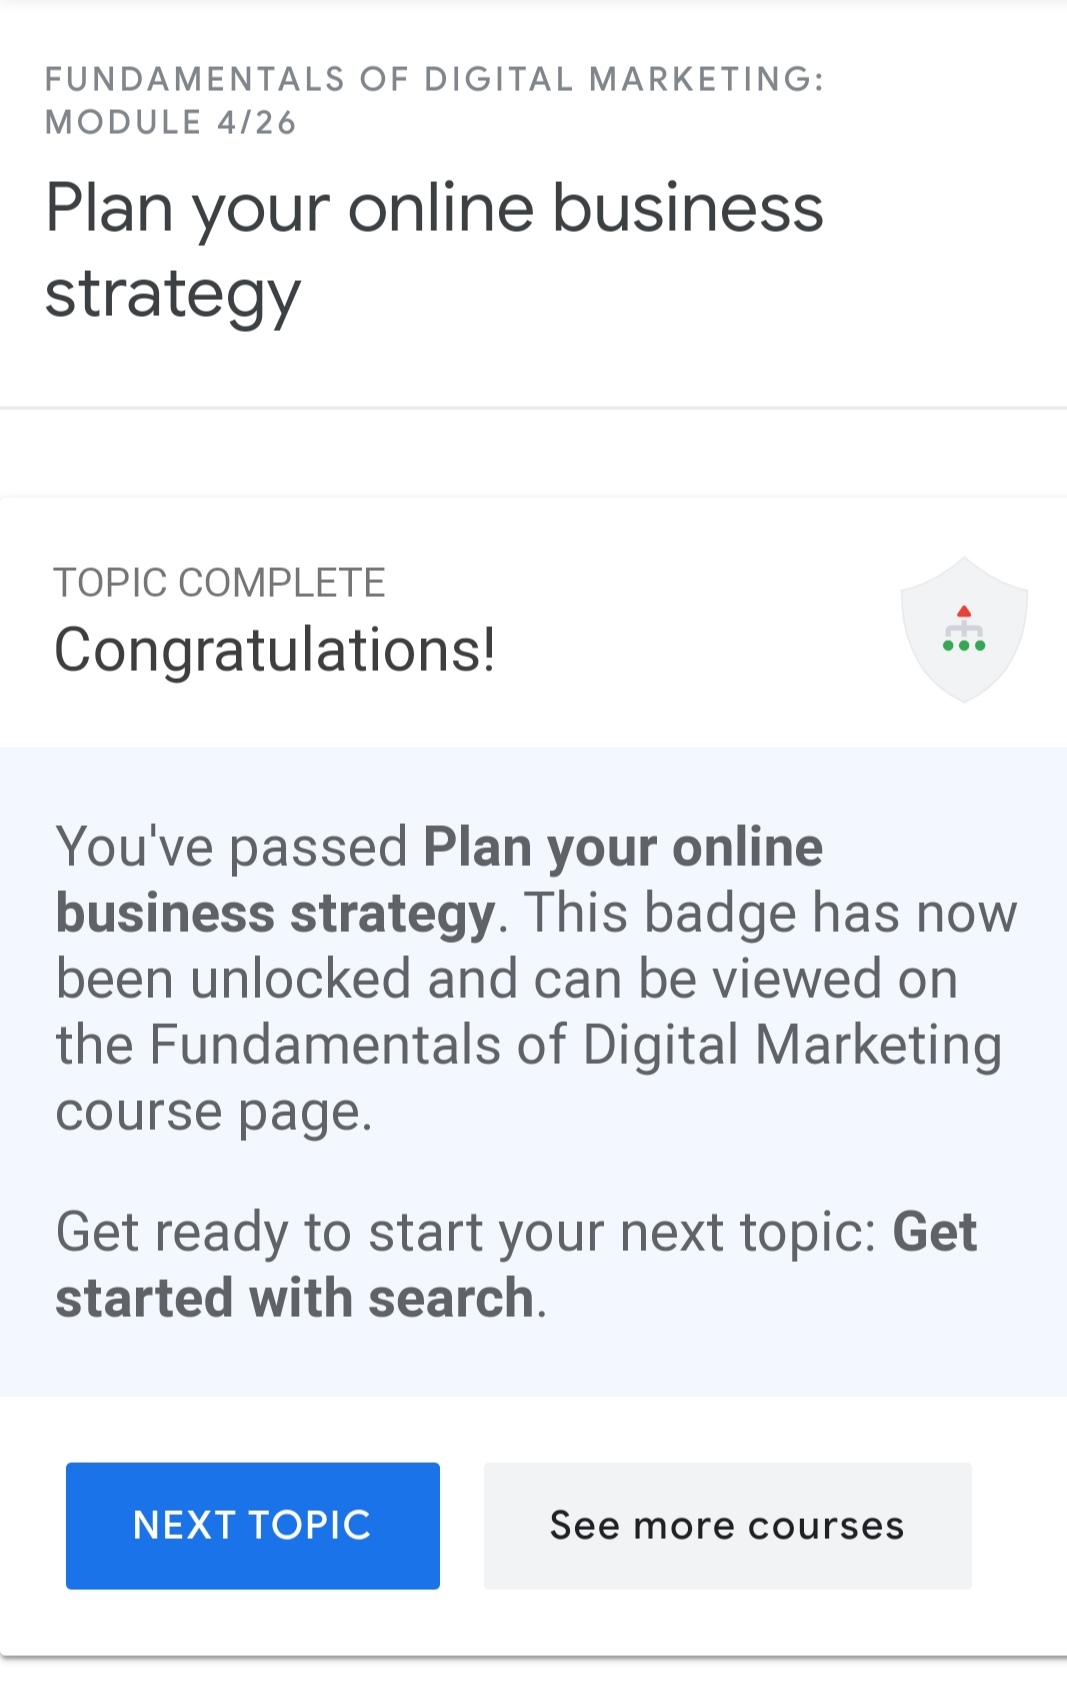 FUNDAMENTALS OF DIGITAL MARKETING:
MODULE 4/26
Plan your online business
strategy
TOPIC COMPLETE
Congratulations!
You've passed Plan your online
business strategy. This badge has now
been unlocked and can be viewed on
the Fundamentals of Digital Marketing
course page.
Get ready to start your next topic: Get
started with search.
NEXT TOPIC
See more courses